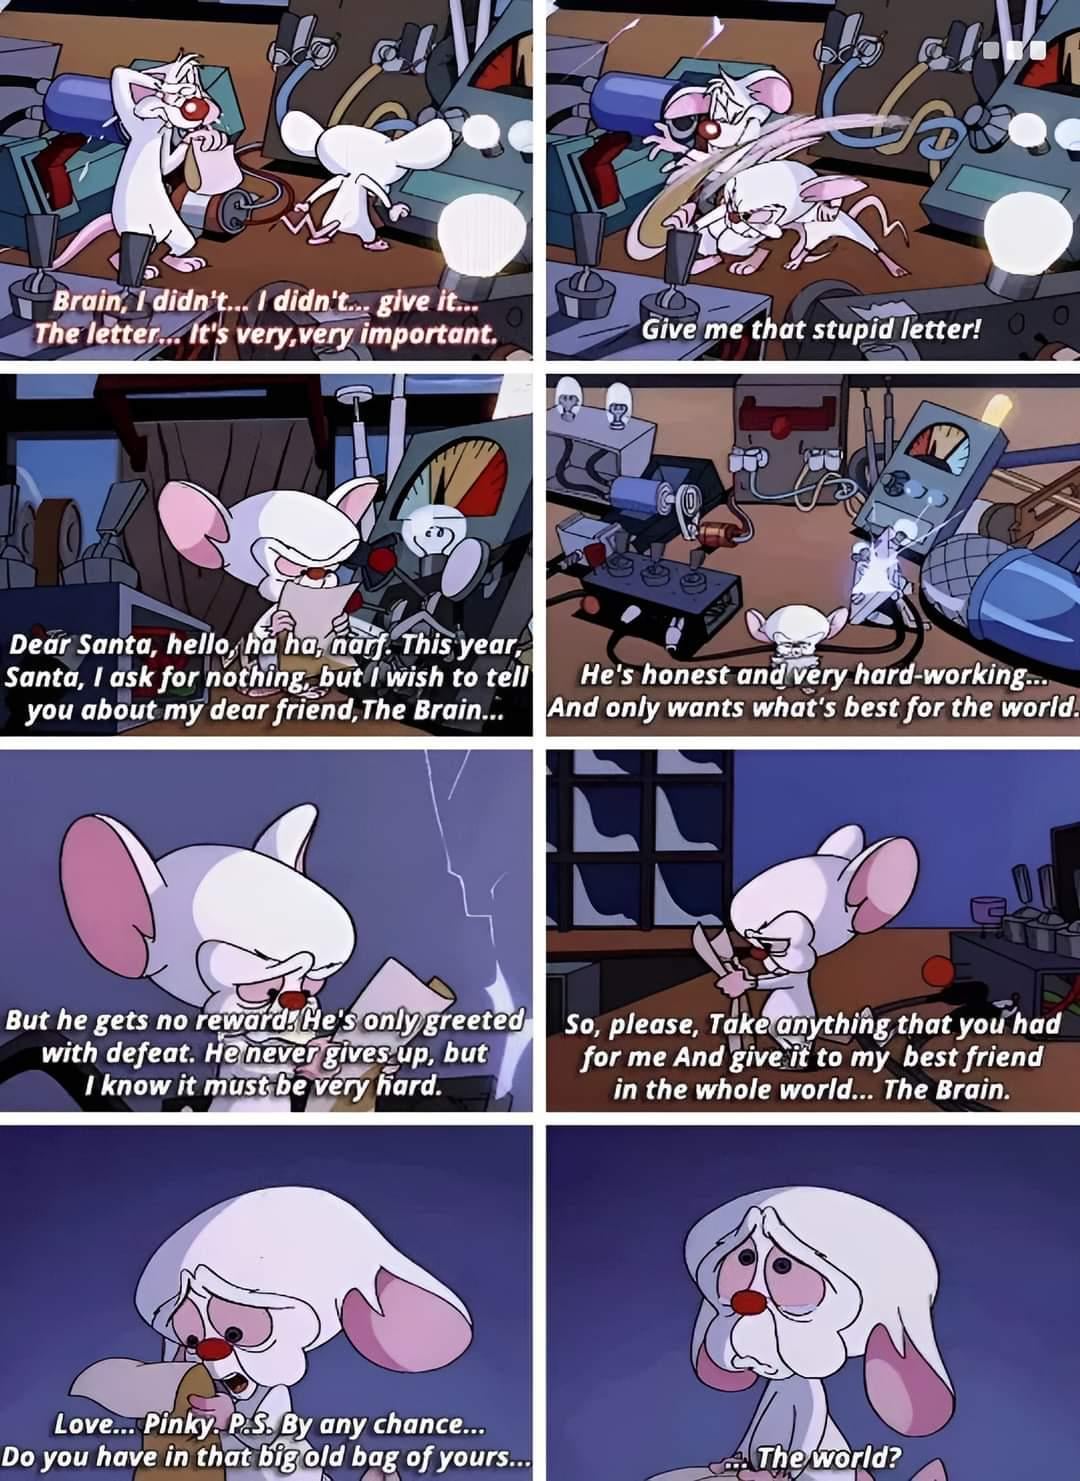 Brain, I didn't... I didn't... give it...
The letter... It's very,very important.
Give me that stupid letter!
Dear Santa, hello, ha ha, narf. This year,
Santa, I ask for nothing, but I wish to tell
you about my dear friend,The Brain...
He's honest and very hard-working...
And only wants what's best for the world.
But he gets no reward. He's only greeted
with defeat. He never gives up, but
I know it must be very hard.
So, please, Take anything that you had
for me And give it to my best friend
in the whole world... The Brain.
Love... Pinky. P.S. By any chance...
Do you have in that big old bag of yours...
... The world?